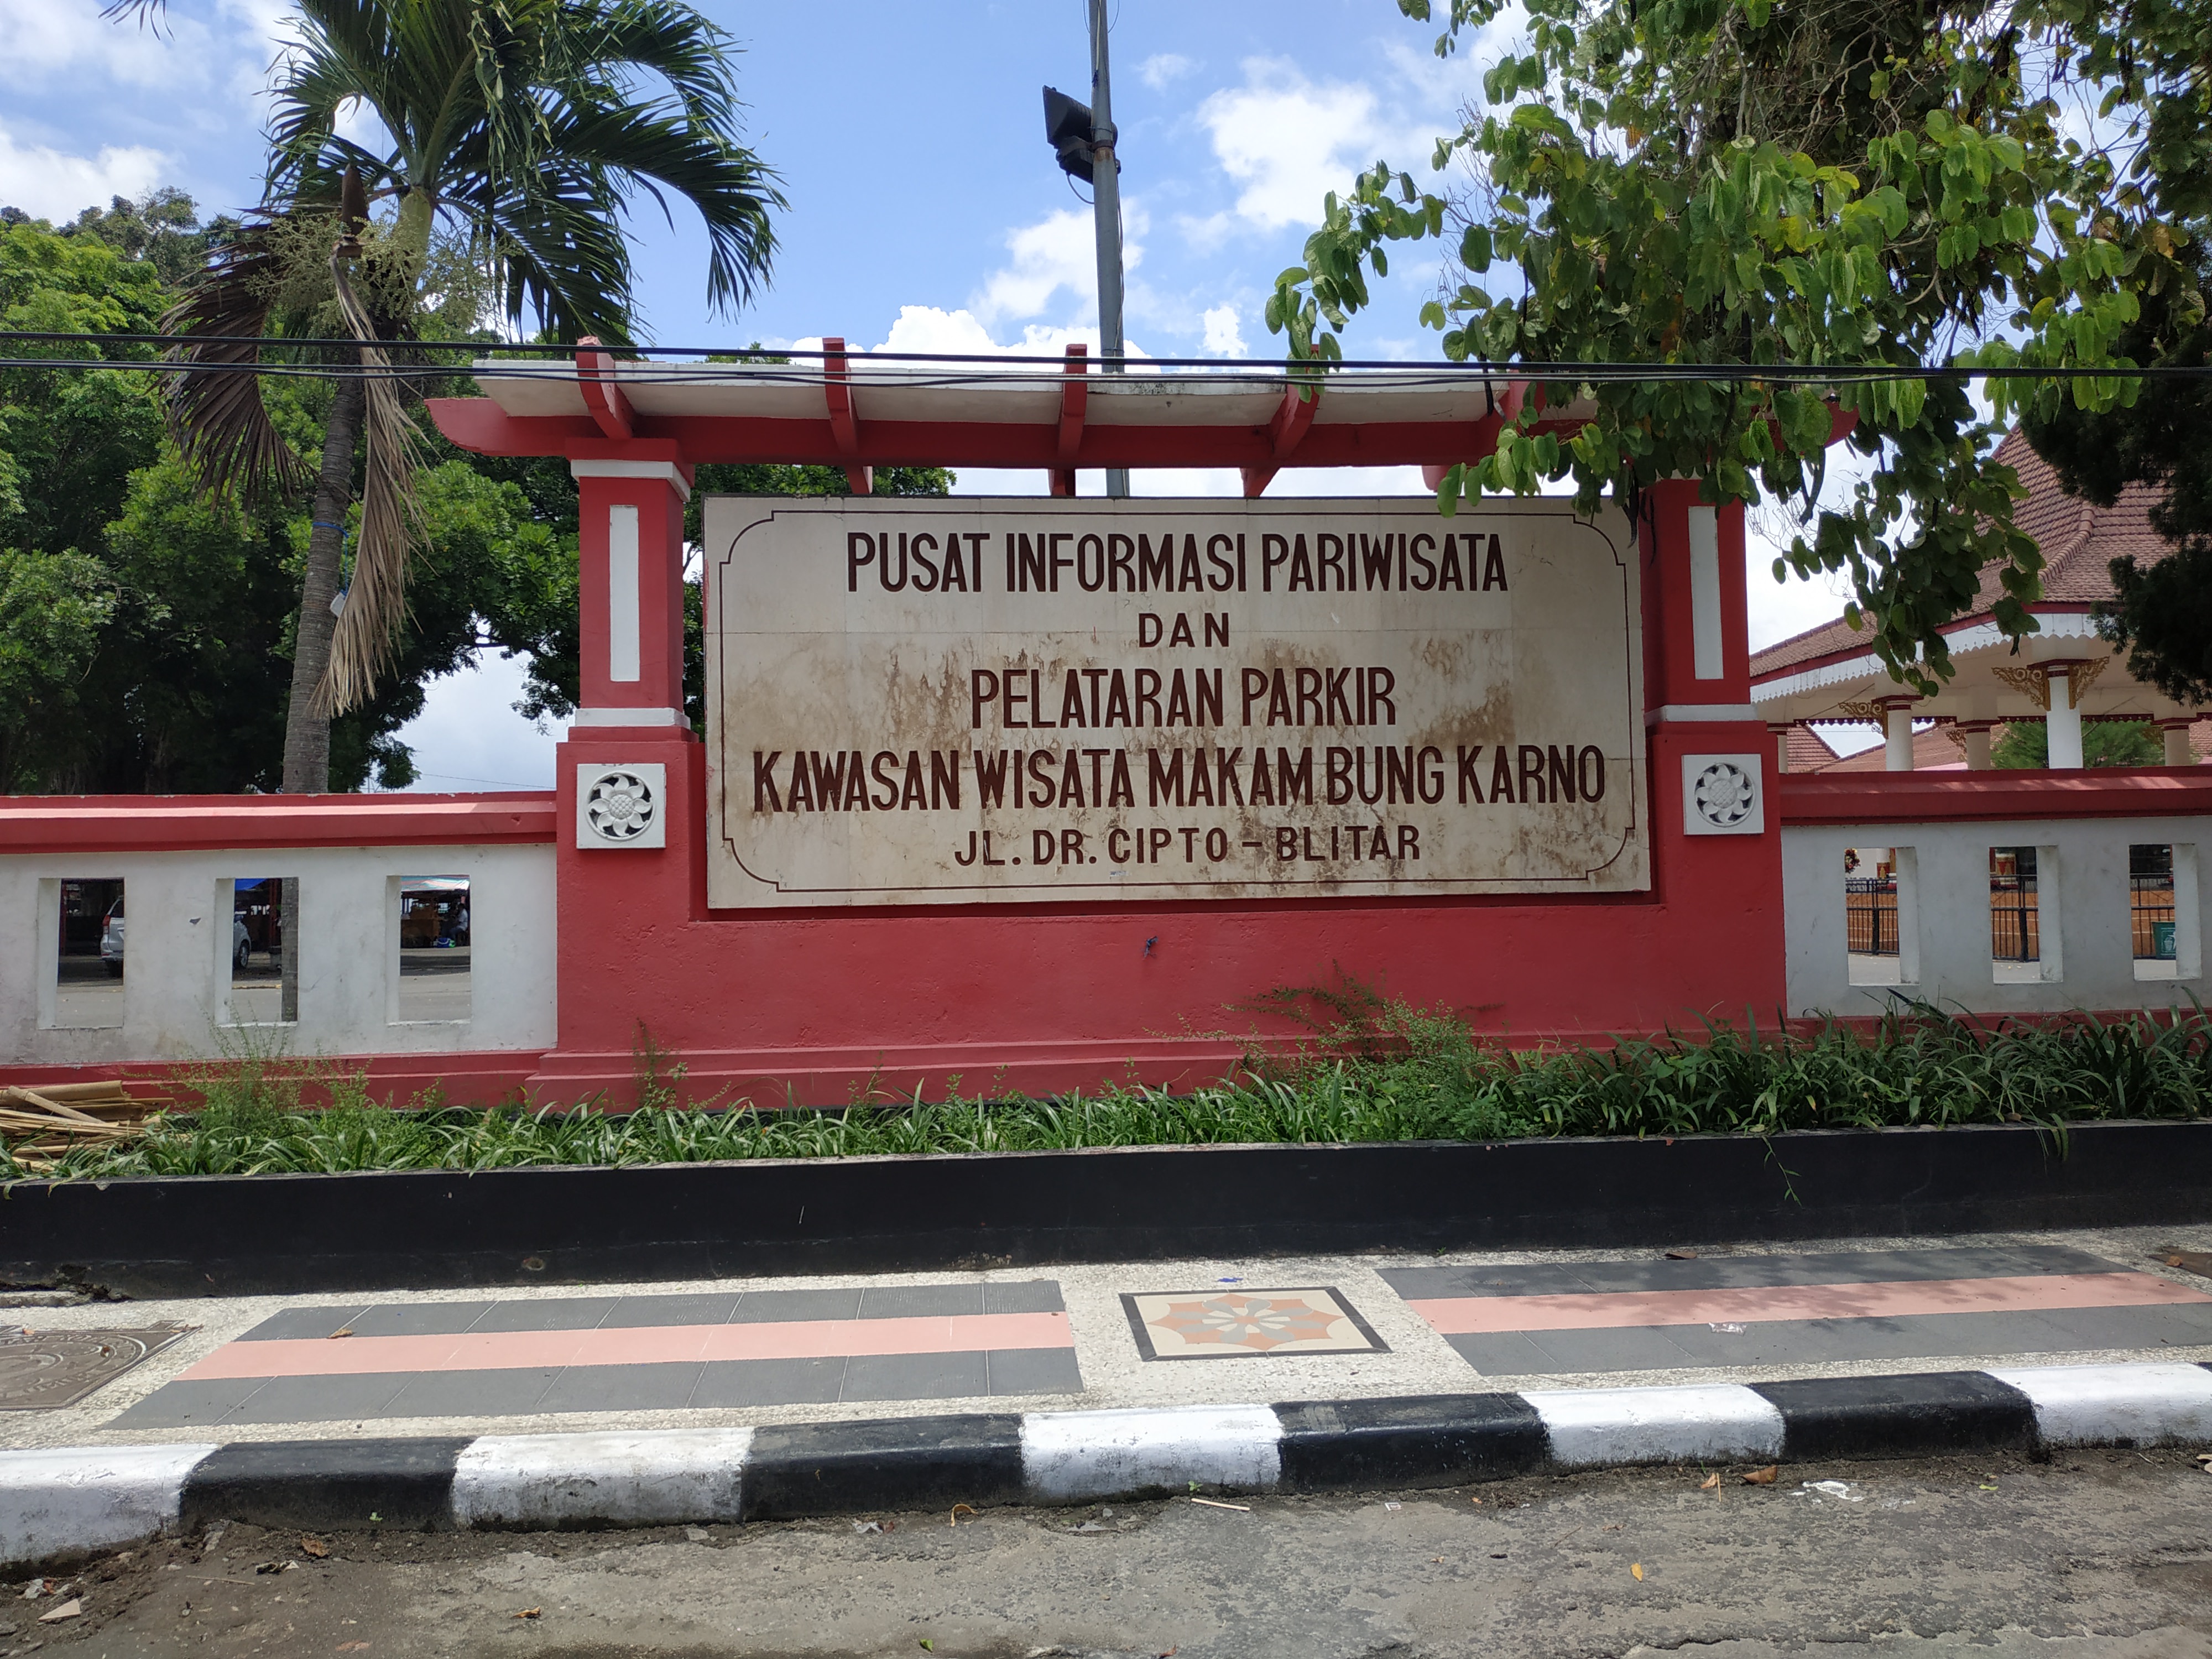 PUSAT INFORMASI PARIWISATA
DAN
PELATARAN PARKIR
KAWASAN WISATA MAKAM BUNG KARNO
JL. DR. CIPTO - BLITAR